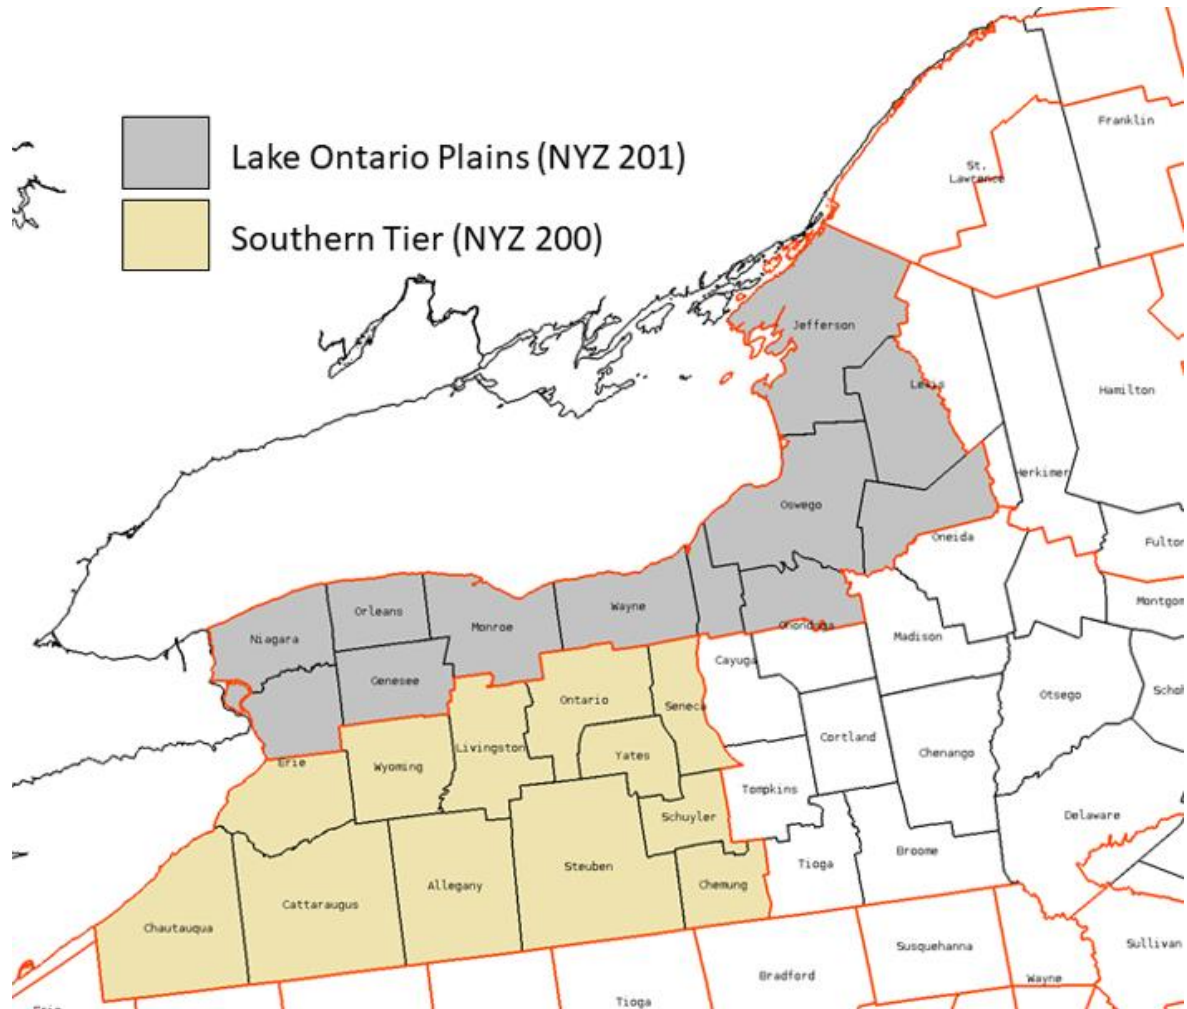 Lake Ontario Plains (NYZ 201)
Southern Tier (NYZ 200)
Franklin
St.
Lawrence
Jefferson
Lewis
Hamilton
Herkimer
Oswego
Oneida
Fulton
Montgom
Niagara
Orleans
Monroe
Wayne
Onondaga
Madison
Genesee
Cayuga
Ontario
Seneca
Otsego
Schoh
Erie
Wyoming
Livingston
Yates
Cortland
Chenango
Tompkins
Schuyler
Delaware
Steuben
Tioga
Broome
Allegany
Chemung
Cattaraugus
Chautauqua
Susquehanna
Sullivan
Bradford
Wayne
Tioga